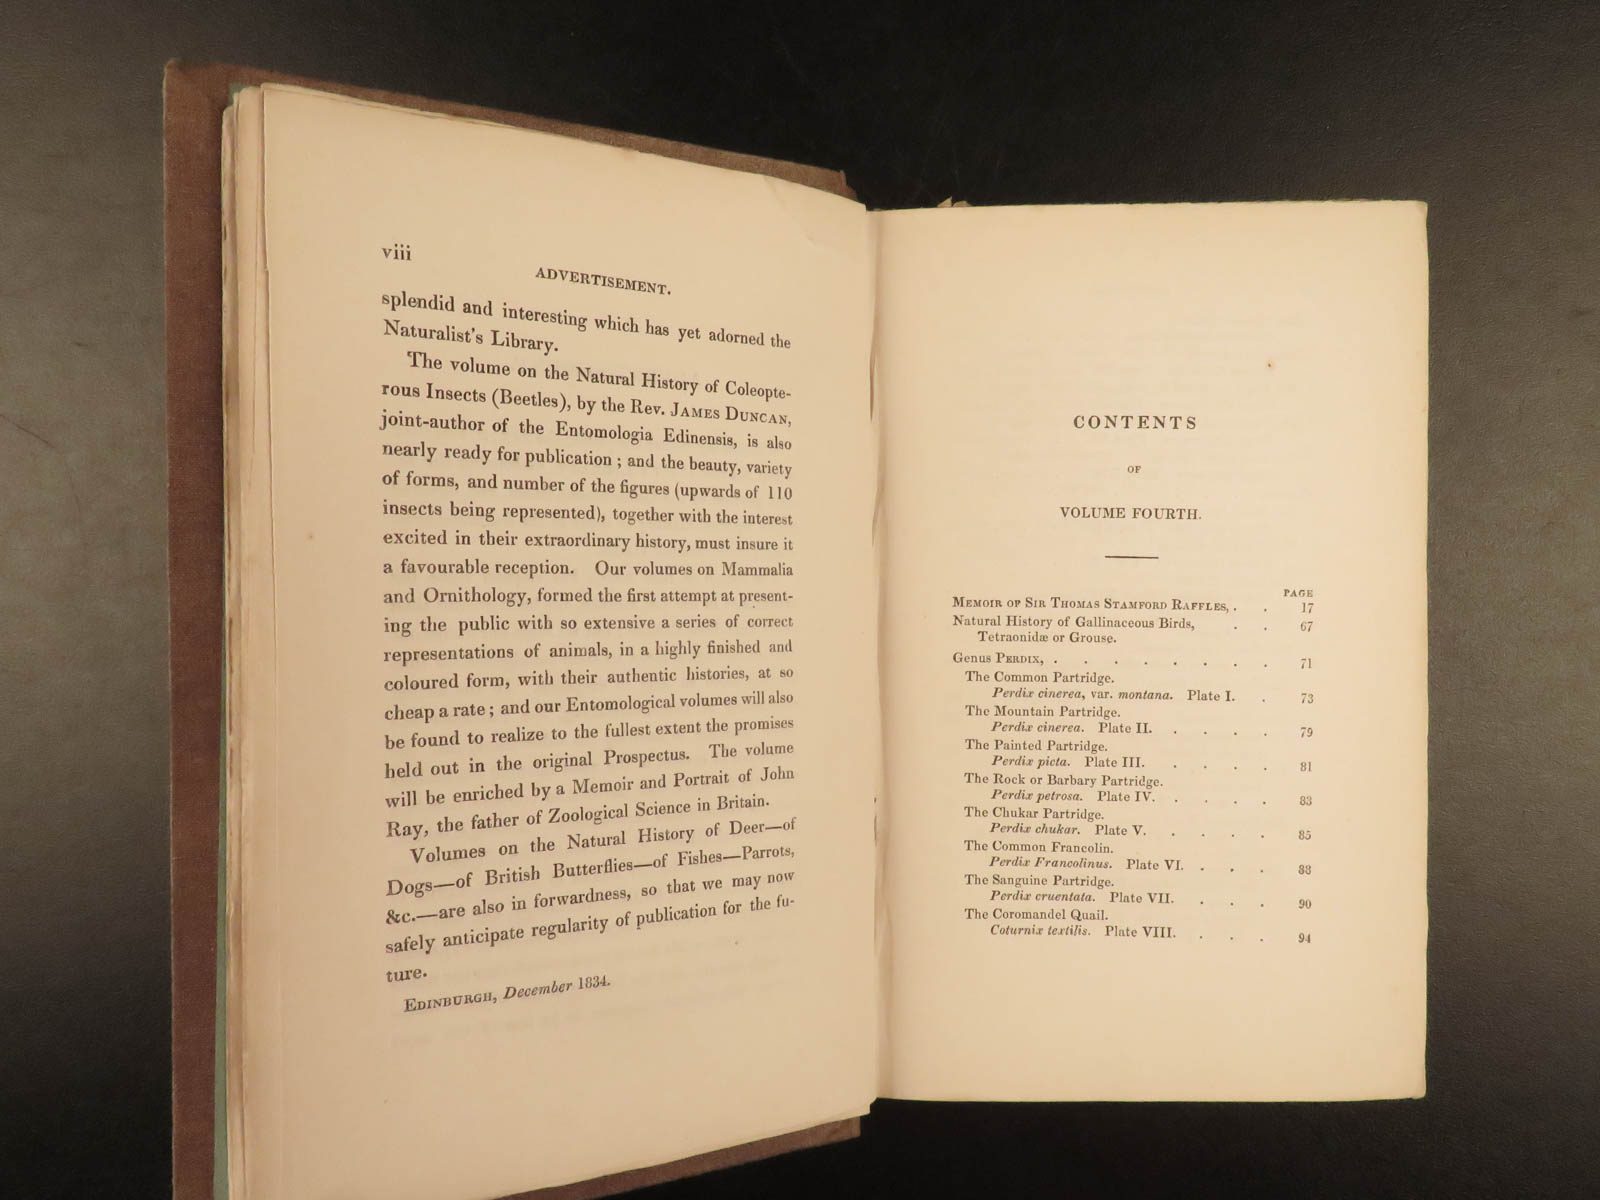 viii
ADVERTISEMENT.
splendid and interesting which has yet adorned the
Naturalist's Library.
The volume on the Natural History of Coleopte-
rous Insects (Beetles), by the Rev. JAMES DUNCAN,
joint-author of the Entomologia Edinensis, is also
nearly ready for publication ; and the beauty, variety
of forms, and number of the figures (upwards of 110
insects being represented), together with the interest
excited in their extraordinary history, must insure it
a favourable reception. Our volumes on Mammalia
and Ornithology, formed the first attempt at present-
ing the public with so extensive a series of correct
representations of animals, in a highly finished and
coloured form, with their authentic histories, at so
cheap a rate ; and our Entomological volumes will also
be found to realize to the fullest extent the promises
held out in the original Prospectus. The volume
will be enriched by a Memoir and Portrait of John
Ray, the father of Zoological Science in Britain.
Volumes on the Natural History of Deer—of
Dogs—of British Butterflies—of Fishes—Parrots,
&c.—are also in forwardness, so that we may now
safely anticipate regularity of publication for the fu-
ture.
EDINBURGH, December 1834.
CONTENTS
OF
VOLUME FOURTH.
PAGE
MEMOIR OF SIR THOMAS STAMFORD RAFFLES, . . 17
Natural History of Gallinaceous Birds, . . 67
Tetraonidæ or Grouse.
Genus PERDIX, . . . . . . . . 71
The Common Partridge.
Perdix cinerea, var. montana. Plate I. . 73
The Mountain Partridge.
Perdix cinerea. Plate II. . . . . 79
The Painted Partridge.
Perdix picta. Plate III. . . . . 81
The Rock or Barbary Partridge.
Perdix petrosa. Plate IV. . . . . 83
The Chukar Partridge.
Perdix chukar. Plate V. . . . . 85
The Common Francolin.
Perdix Francolinus. Plate VI. . . . 88
The Sanguine Partridge.
Perdix cruentata. Plate VII. . . . 90
The Coromandel Quail.
Coturnix textilis. Plate VIII. . . . 94